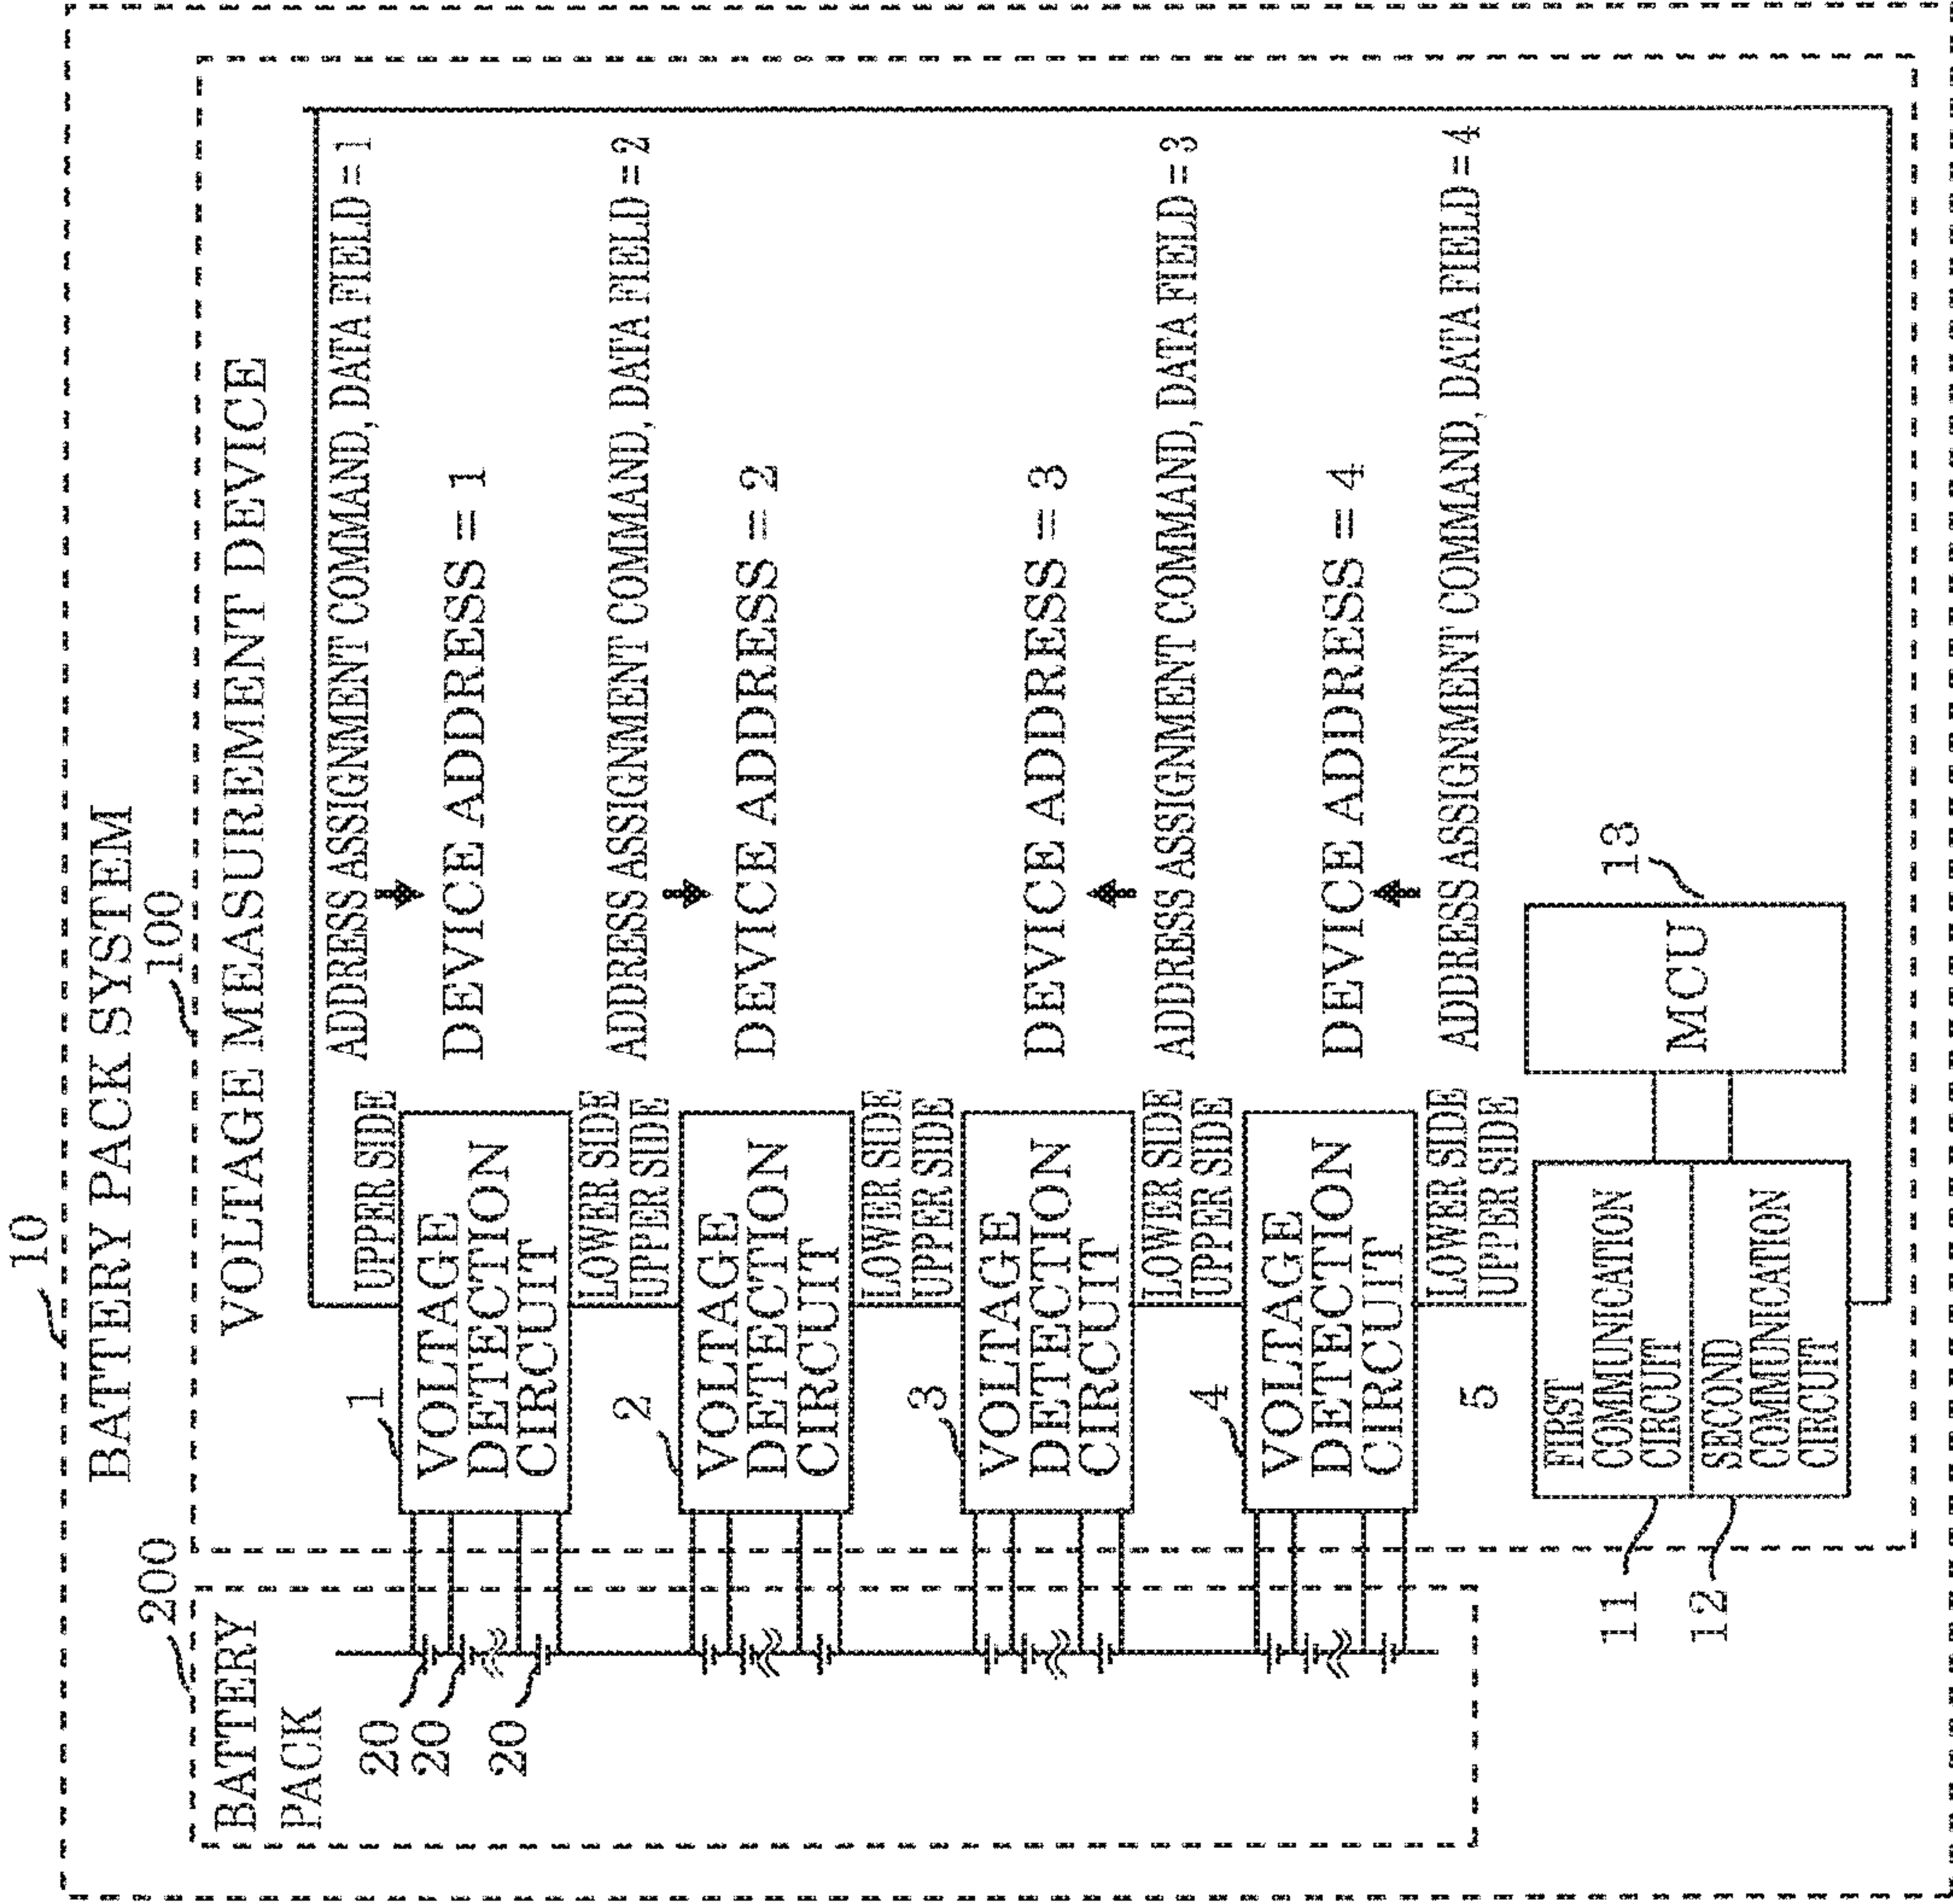 10
BATTERY PACK SYSTEM
200
100
BATTERY
PACK
VOLTAGE MEASUREMENT DEVICE
20
20
20
1
UPPER SIDE
ADDRESS ASSIGNMENT COMMAND, DATA FIELD = 1
VOLTAGE
DETECTION
CIRCUIT
DEVICE ADDRESS = 1
LOWER SIDE
2
UPPER SIDE
ADDRESS ASSIGNMENT COMMAND, DATA FIELD = 2
VOLTAGE
DETECTION
CIRCUIT
DEVICE ADDRESS = 2
LOWER SIDE
3
UPPER SIDE
VOLTAGE
DETECTION
CIRCUIT
DEVICE ADDRESS = 3
LOWER SIDE
ADDRESS ASSIGNMENT COMMAND, DATA FIELD = 3
4
UPPER SIDE
VOLTAGE
DETECTION
CIRCUIT
DEVICE ADDRESS = 4
LOWER SIDE
ADDRESS ASSIGNMENT COMMAND, DATA FIELD = 4
5
UPPER SIDE
11
FIRST
COMMUNICATION
CIRCUIT
12
SECOND
COMMUNICATION
CIRCUIT
MCU
13